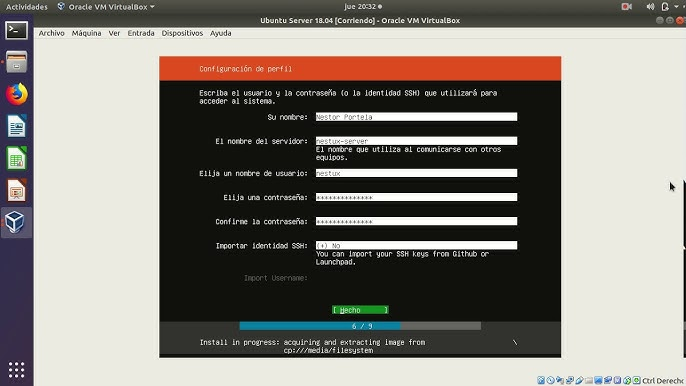 Actividades
Oracle VM VirtualBox
jue 20:32
Ubuntu Server 18.04 [Corriendo] - Oracle VM VirtualBox
Archivo Máquina Ver Entrada Dispositivos Ayuda
Configuración de perfil
Escriba el usuario y la contraseña (o la identidad SSH) que utilizará para
acceder al sistema.
Su nombre: Nestor Portela
El nombre del servidor: nestux-server
El nombre que utiliza al comunicarse con otros
equipos.
Elija un nombre de usuario: nestux
Elija una contraseña: **************
Confirme la contraseña: **************
Importar identidad SSH: (+) No
You can import your SSH keys from Github or
Launchpad.
Import Username:
[ Hecho ]
6 / 9
Install in progress: acquiring and extracting image from \
cp:///media/filesystem
Ctrl Derecho